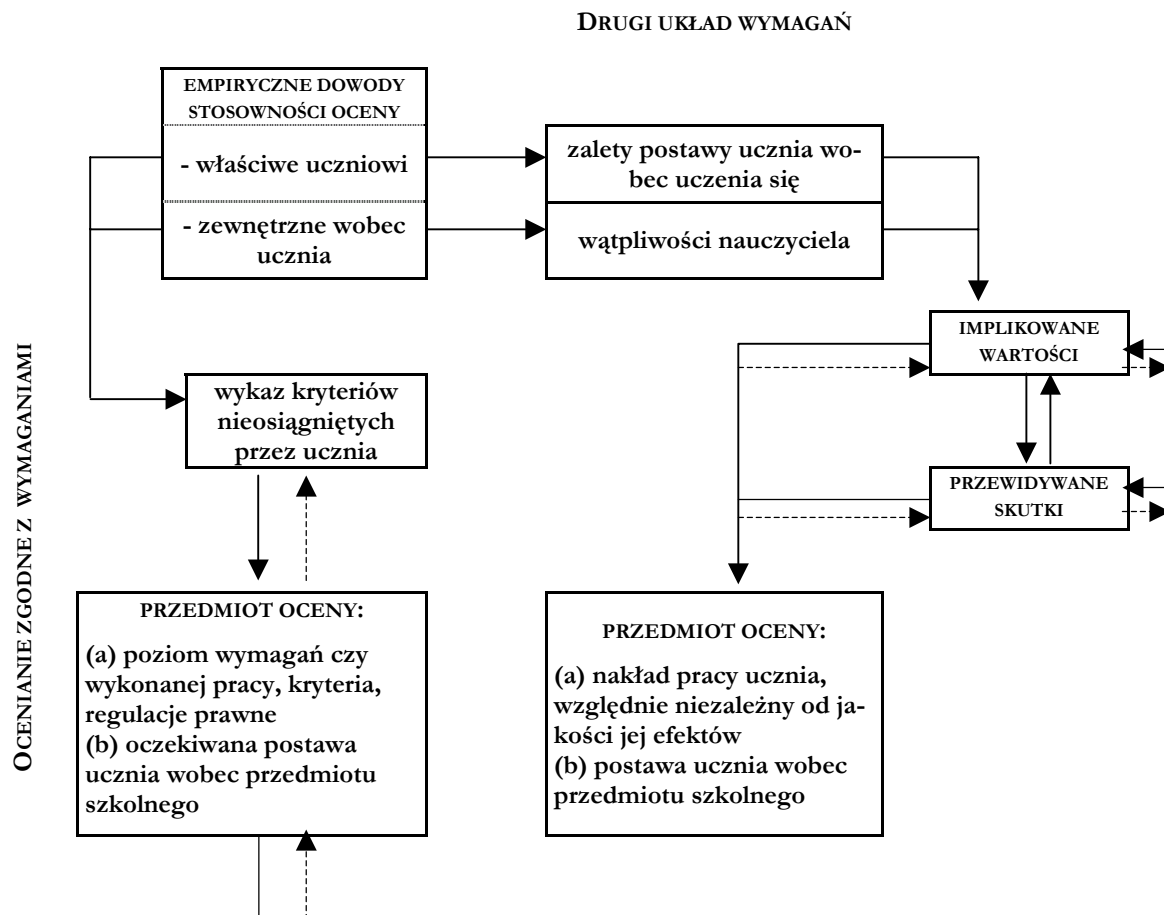 DRUGI UKŁAD WYMAGAŃ
EMPIRYCZNE DOWODY
STOSOWNOŚCI OCENY
- właściwe uczniowi
- zewnętrzne wobec
ucznia
zalety postawy ucznia wo-
bec uczenia się
wątpliwości nauczyciela
IMPLIKOWANE
WARTOŚCI
PRZEWIDYWANE
SKUTKI
OCENIANIE ZGODNE Z WYMAGANIAMI
wykaz kryteriów
nieosiągniętych
przez ucznia
PRZEDMIOT OCENY:
(a) poziom wymagań czy
wykonanej pracy, kryteria,
regulacje prawne
(b) oczekiwana postawa
ucznia wobec przedmiotu
szkolnego
PRZEDMIOT OCENY:
(a) nakład pracy ucznia,
względnie niezależny od ja-
kości jej efektów
(b) postawa ucznia wobec
przedmiotu szkolnego